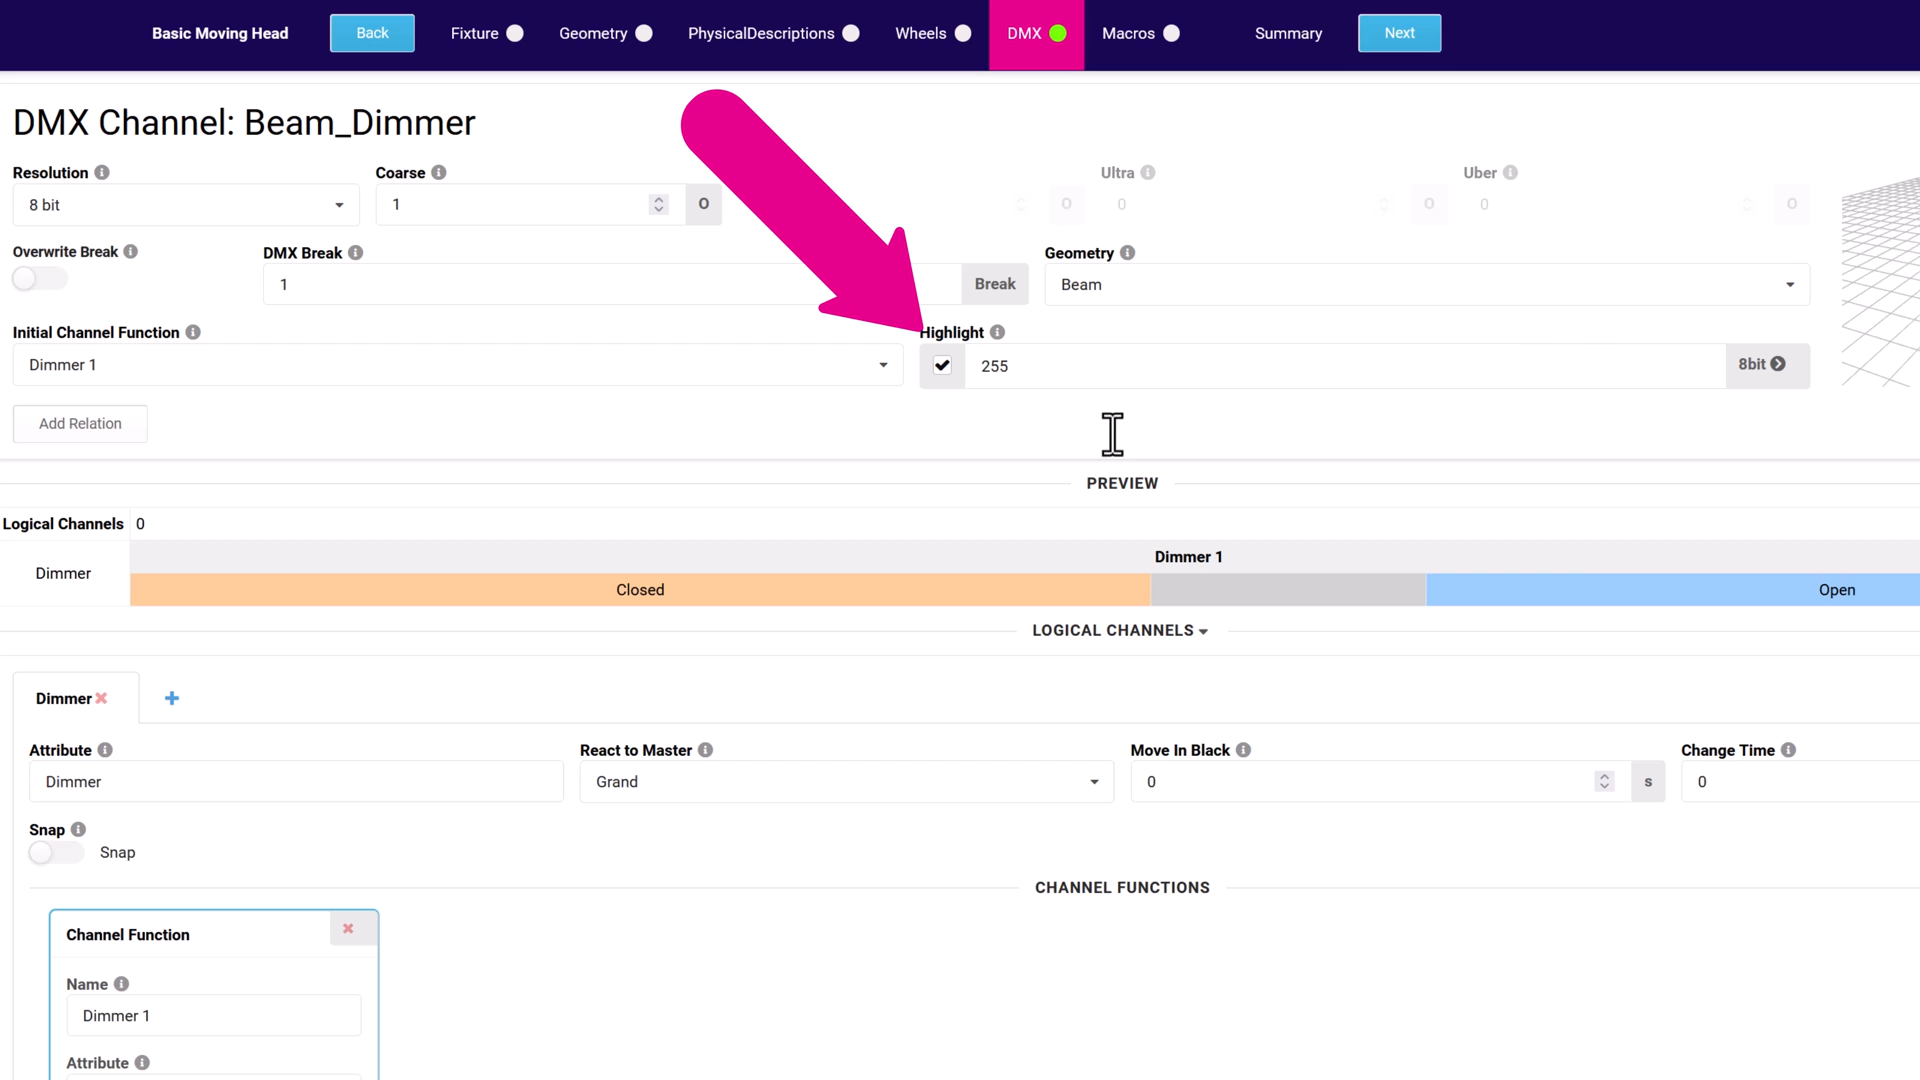 Basic Moving Head Back Fixture Geometry PhysicalDescriptions Wheels DMX Macros Summary Next
DMX Channel: Beam_Dimmer
Resolution Coarse Ultra Uber
8 bit 1 O O 0 O 0 O
Overwrite Break DMX Break Geometry
1 Break Beam
Initial Channel Function Highlight
Dimmer 1 255 8bit
Add Relation
PREVIEW
Logical Channels 0
Dimmer 1
Dimmer
Closed Open
LOGICAL CHANNELS
Dimmer
Attribute React to Master Move In Black Change Time
Dimmer Grand 0 s 0
Snap
Snap
CHANNEL FUNCTIONS
Channel Function
Name
Dimmer 1
Attribute